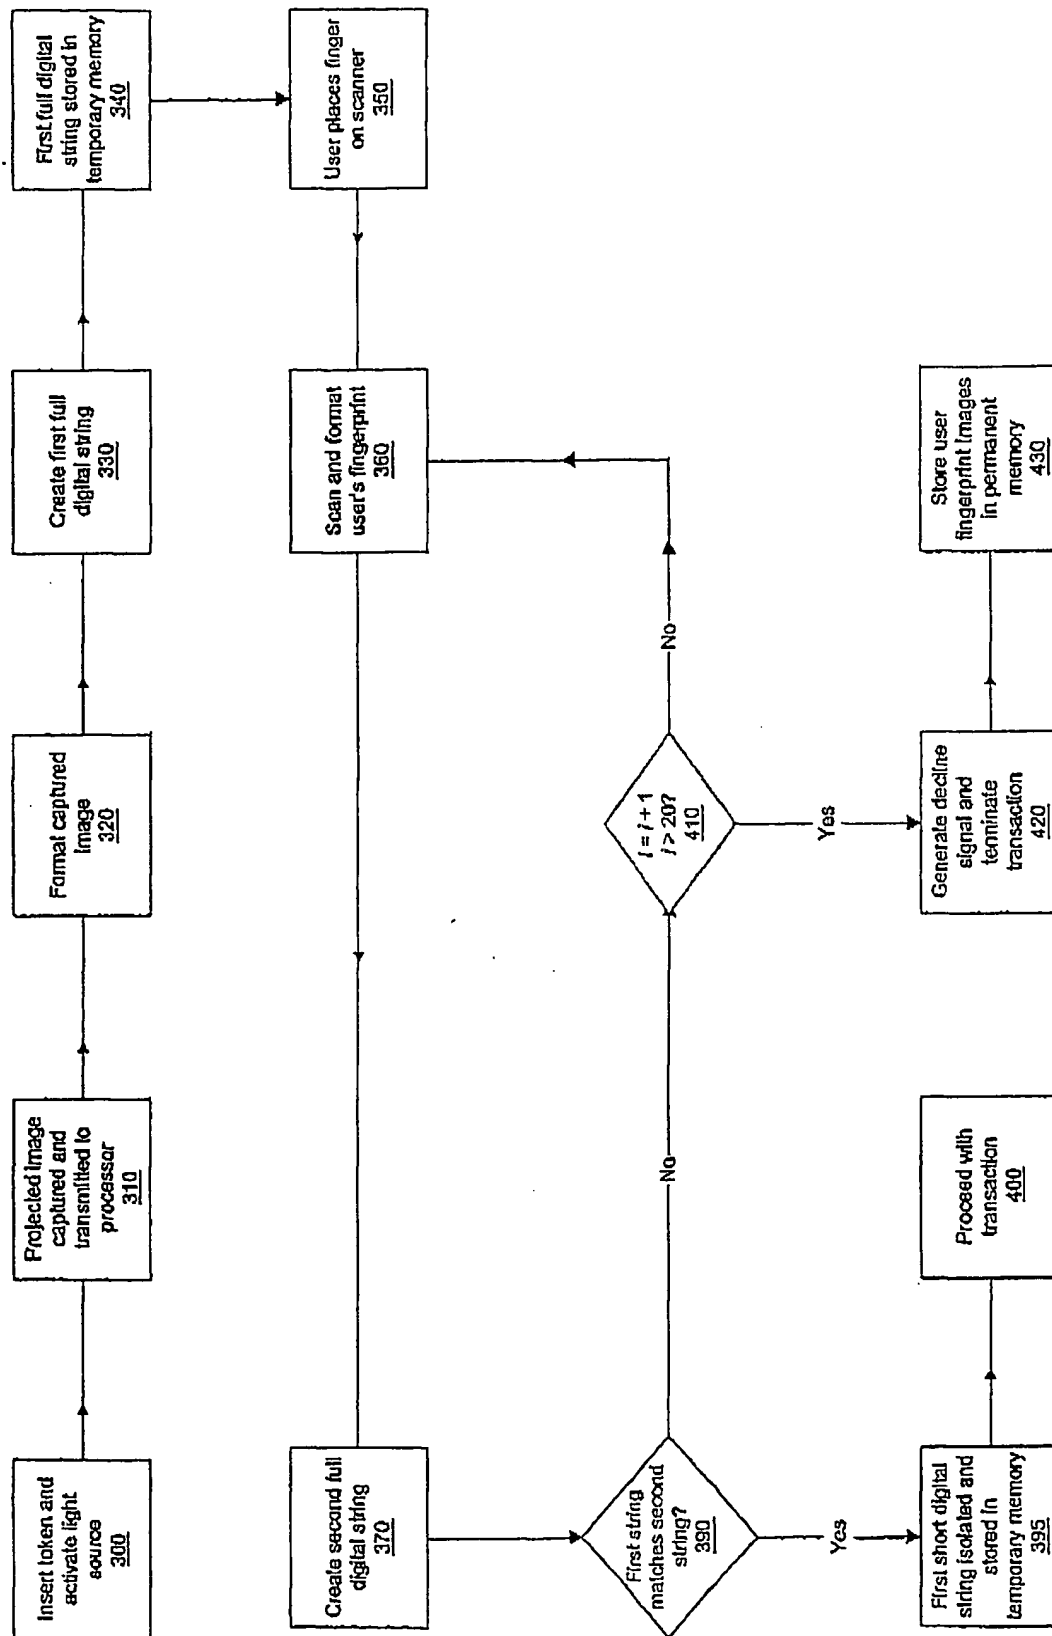 Insert token and
activate light
source
300
Projected image
captured and
transmitted to
processor
310
Format captured
image
320
Create first full
digital string
330
First full digital
string stored in
temporary memory
340
User places finger
on scanner
350
Scan and format
user's fingerprint
360
Create second full
digital string
370
First string
matches second
string?
390
No
Yes
i = i + 1
i > 20?
410
No
Yes
First short digital
string isolated and
stored in
temporary memory
395
Proceed with
transaction
400
Generate decline
signal and
terminate
transaction
420
Store user
fingerprint images
in permanent
memory
430